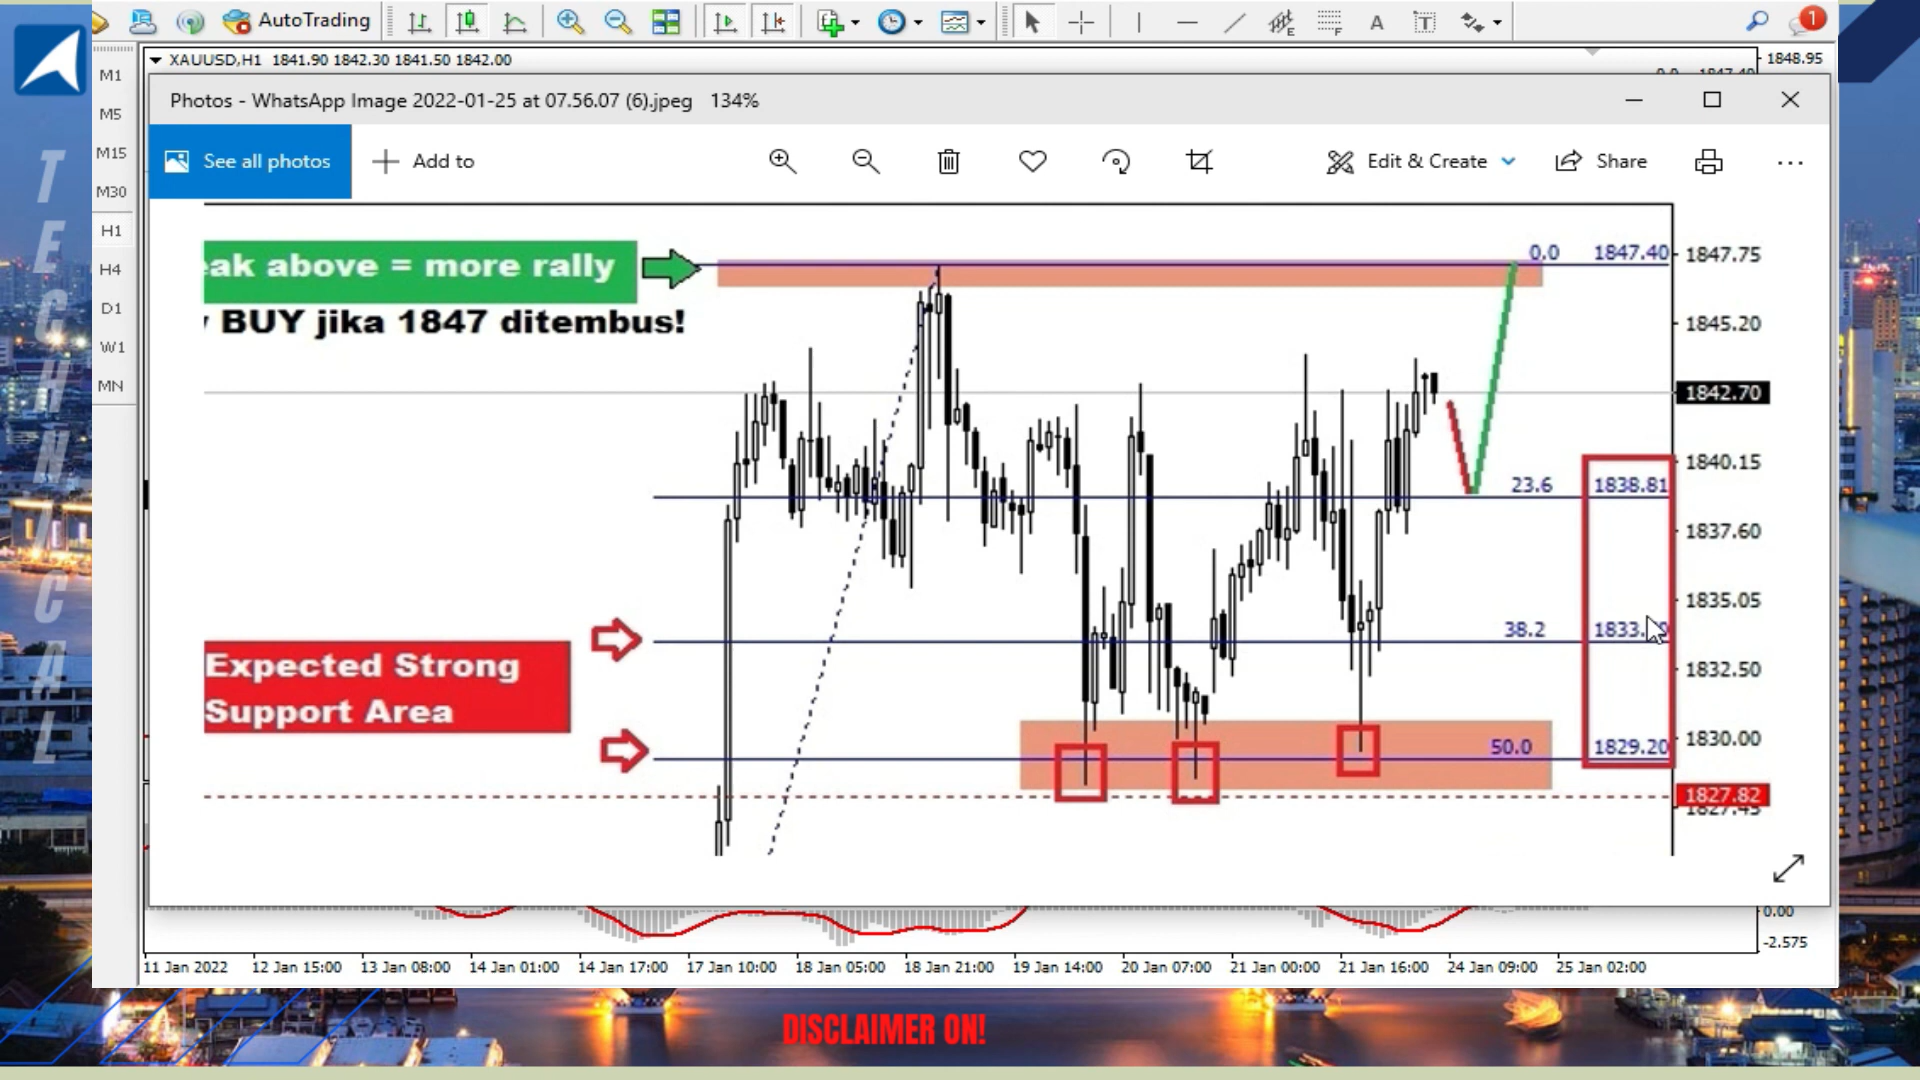 AutoTrading
1
XAUUSD,H1 1841.90 1842.30 1841.50 1842.00
1848.95
M1
M5
M15
M30
H1
H4
D1
W1
MN
TECHNICAL
Photos - WhatsApp Image 2022-01-25 at 07.56.07 (6).jpeg 134%
See all photos
Add to
Edit & Create
Share
above = more rally
BUY jika 1847 ditembus!
0.0 1847.40
1847.75
1845.20
1842.70
1840.15
23.6 1838.81
1837.60
1835.05
38.2
1832.50
Expected Strong
Support Area
1830.00
50.0 1829.20
1827.82
0.00
-2.575
11 Jan 2022 12 Jan 15:00 13 Jan 08:00 14 Jan 01:00 14 Jan 17:00 17 Jan 10:00 18 Jan 05:00 18 Jan 21:00 19 Jan 14:00 20 Jan 07:00 21 Jan 00:00 21 Jan 16:00 24 Jan 09:00 25 Jan 02:00
DISCLAIMER ON!